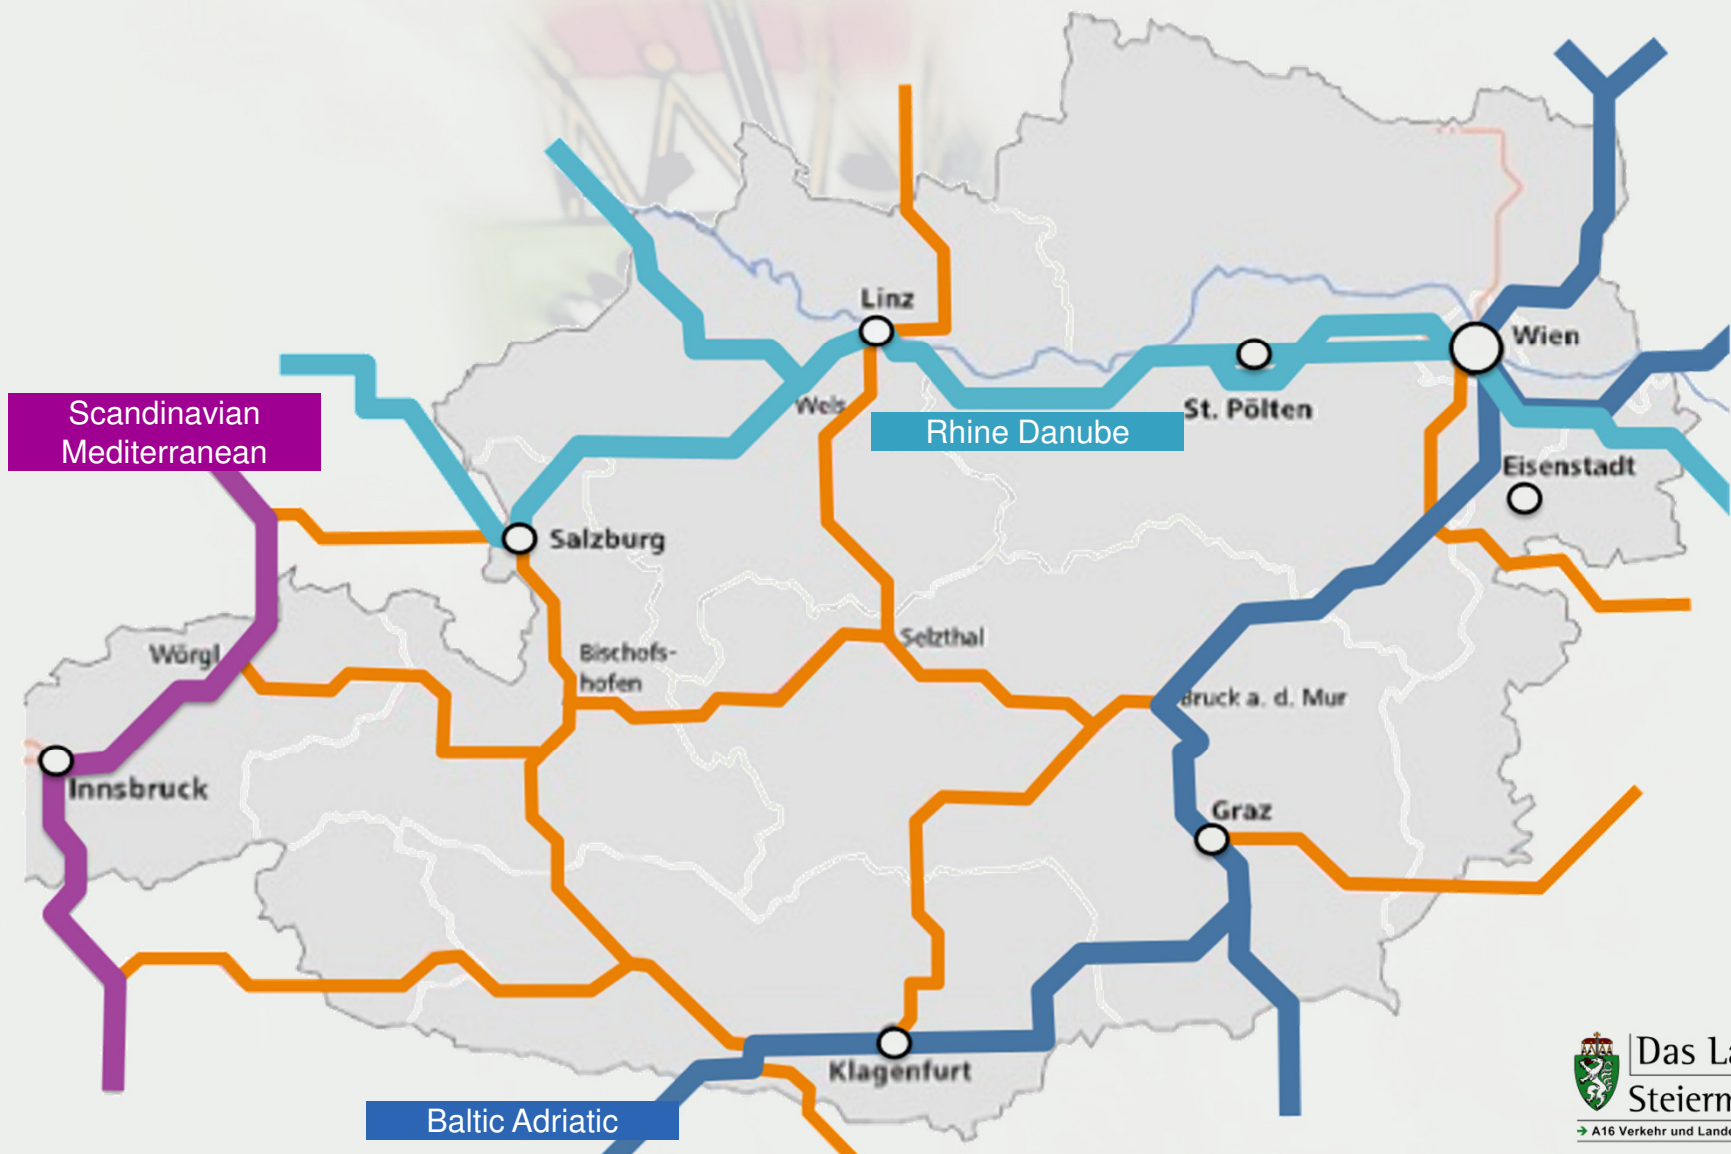 Linz
Wien
Scandinavian
Mediterranean
Wels
Rhine Danube
St. Pölten
Eisenstadt
Salzburg
Wörgl
Bischofs-
hofen
Selzthal
Bruck a. d. Mur
Innsbruck
Graz
Klagenfurt
Baltic Adriatic
Das La
Steierm
→ A16 Verkehr und Lande